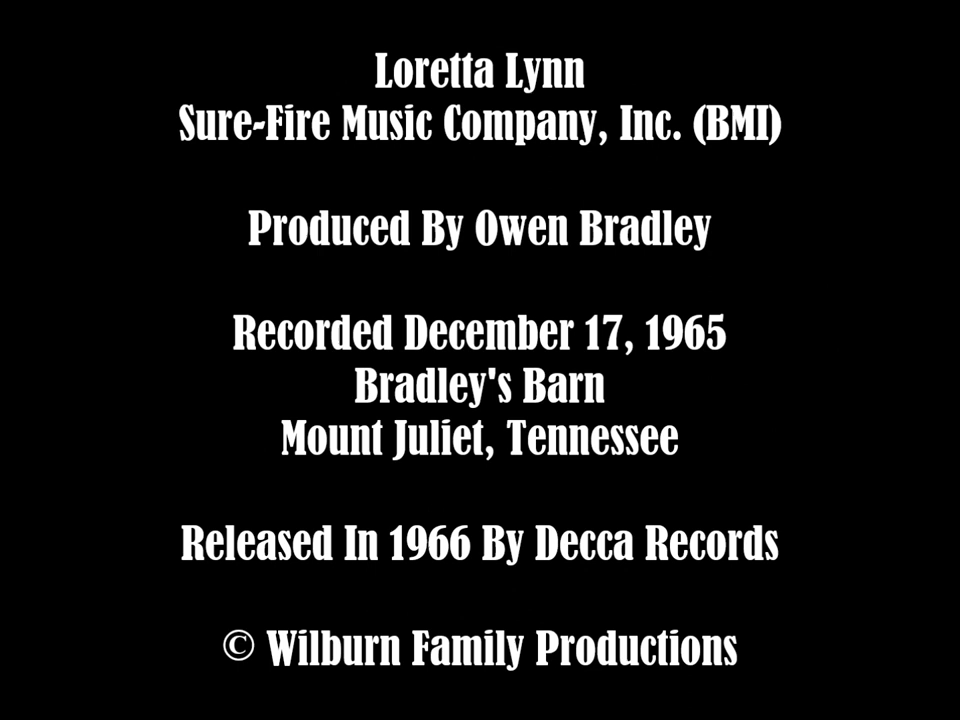 Loretta Lynn
Sure-Fire Music Company, Inc. (BMI)
Produced By Owen Bradley
Recorded December 17, 1965
Bradley's Barn
Mount Juliet, Tennessee
Released In 1966 By Decca Records
© Wilburn Family Productions